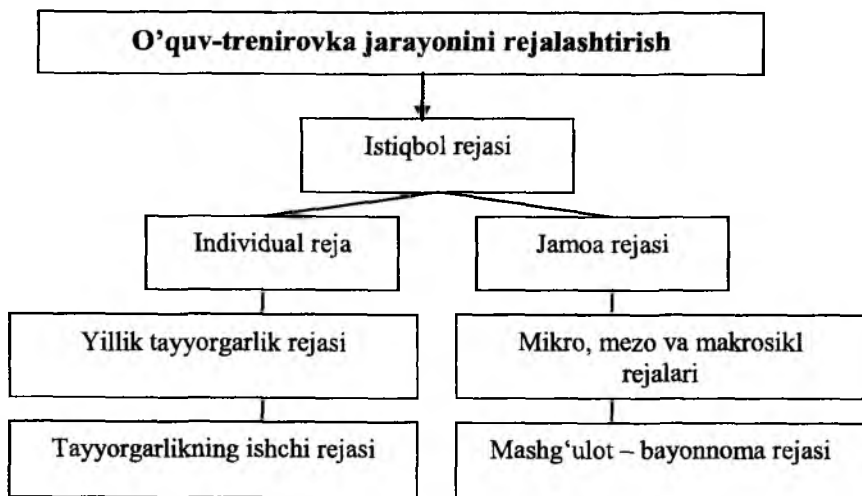 O’quv-trenirovka jarayonini rejalashtirish
Istiqbol rejasi
Individual reja
Jamoa rejasi
Yillik tayyorgarlik rejasi
Mikro, mezo va makrosikl
rejalari
Tayyorgarlikning ishchi rejasi
Mashg‘ulot – bayonnoma rejasi